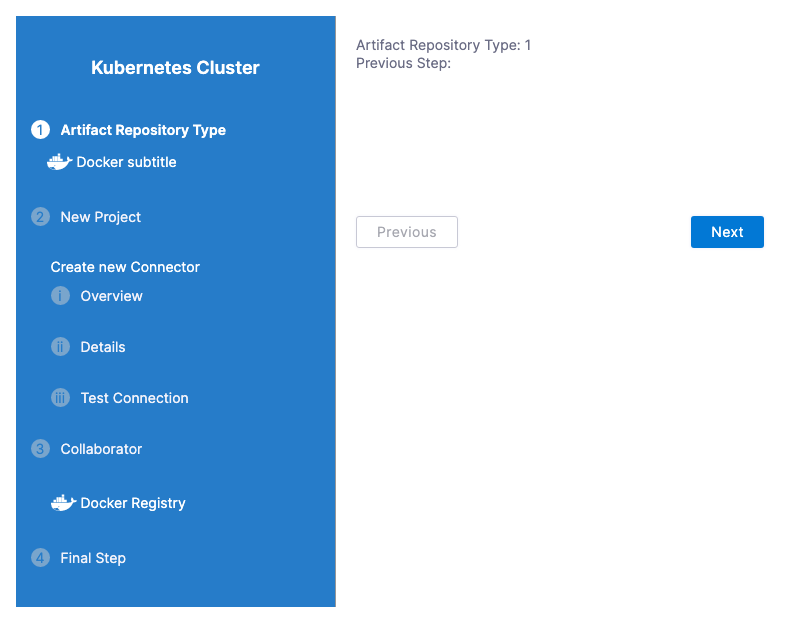 Kubernetes Cluster
1 Artifact Repository Type
Docker subtitle
2 New Project
Create new Connector
i Overview
ii Details
iii Test Connection
3 Collaborator
Docker Registry
4 Final Step
Artifact Repository Type: 1
Previous Step:
Previous
Next